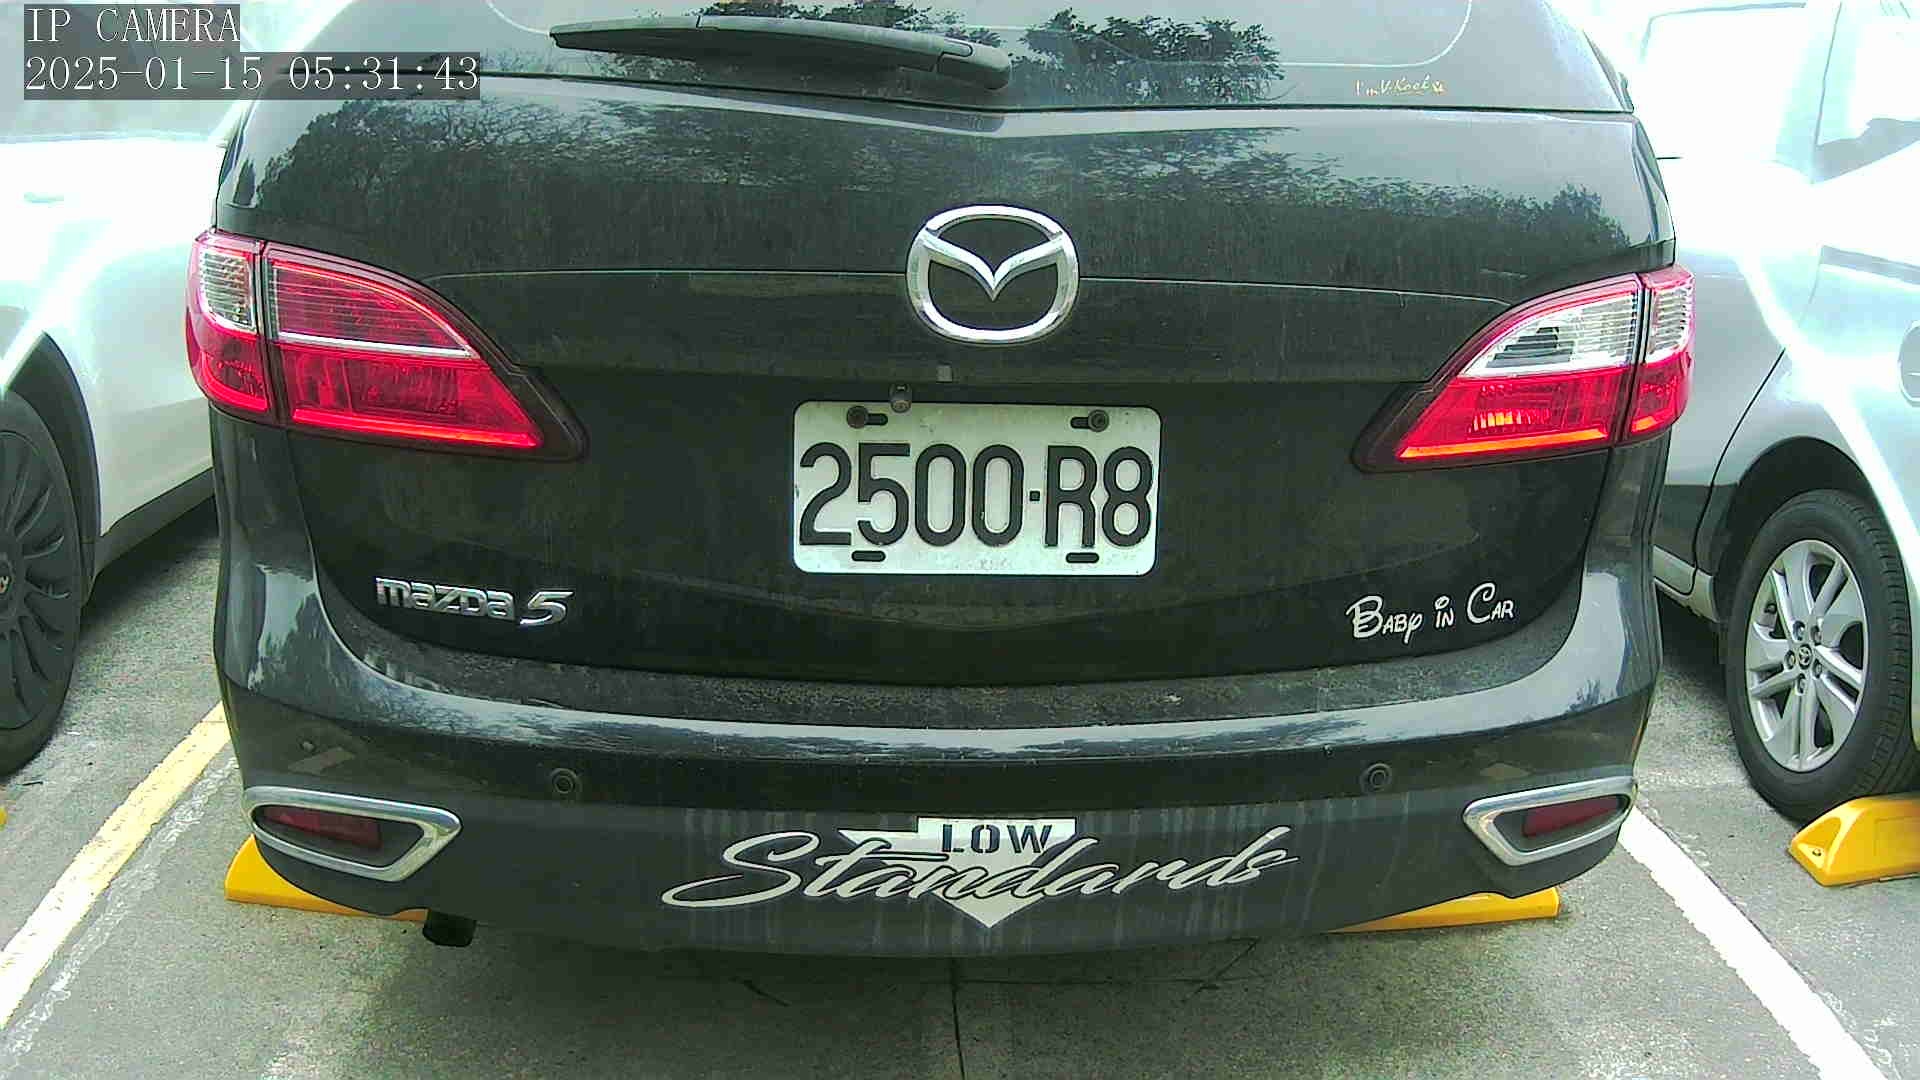 IP CAMERA
2025-01-15 05:31:43
2500-R8
mazda 5
Baby in Car
LOW
Standards